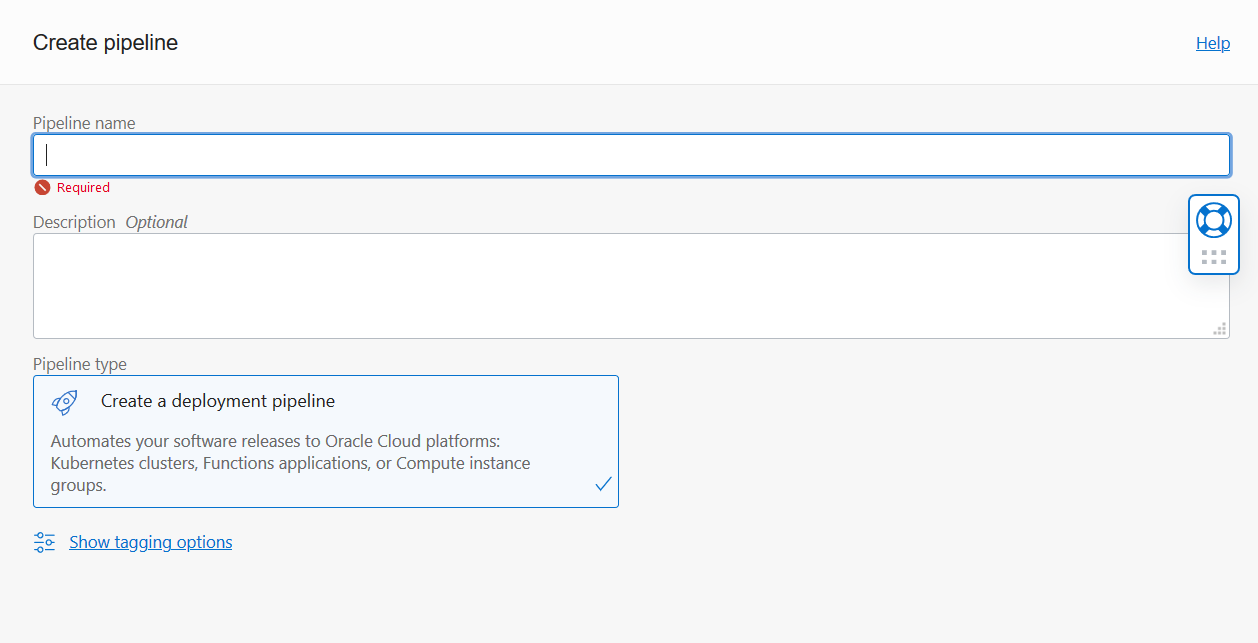 Create pipeline
Help
Pipeline name
Required
Description Optional
Pipeline type
Create a deployment pipeline
Automates your software releases to Oracle Cloud platforms:
Kubernetes clusters, Functions applications, or Compute instance
groups.
Show tagging options